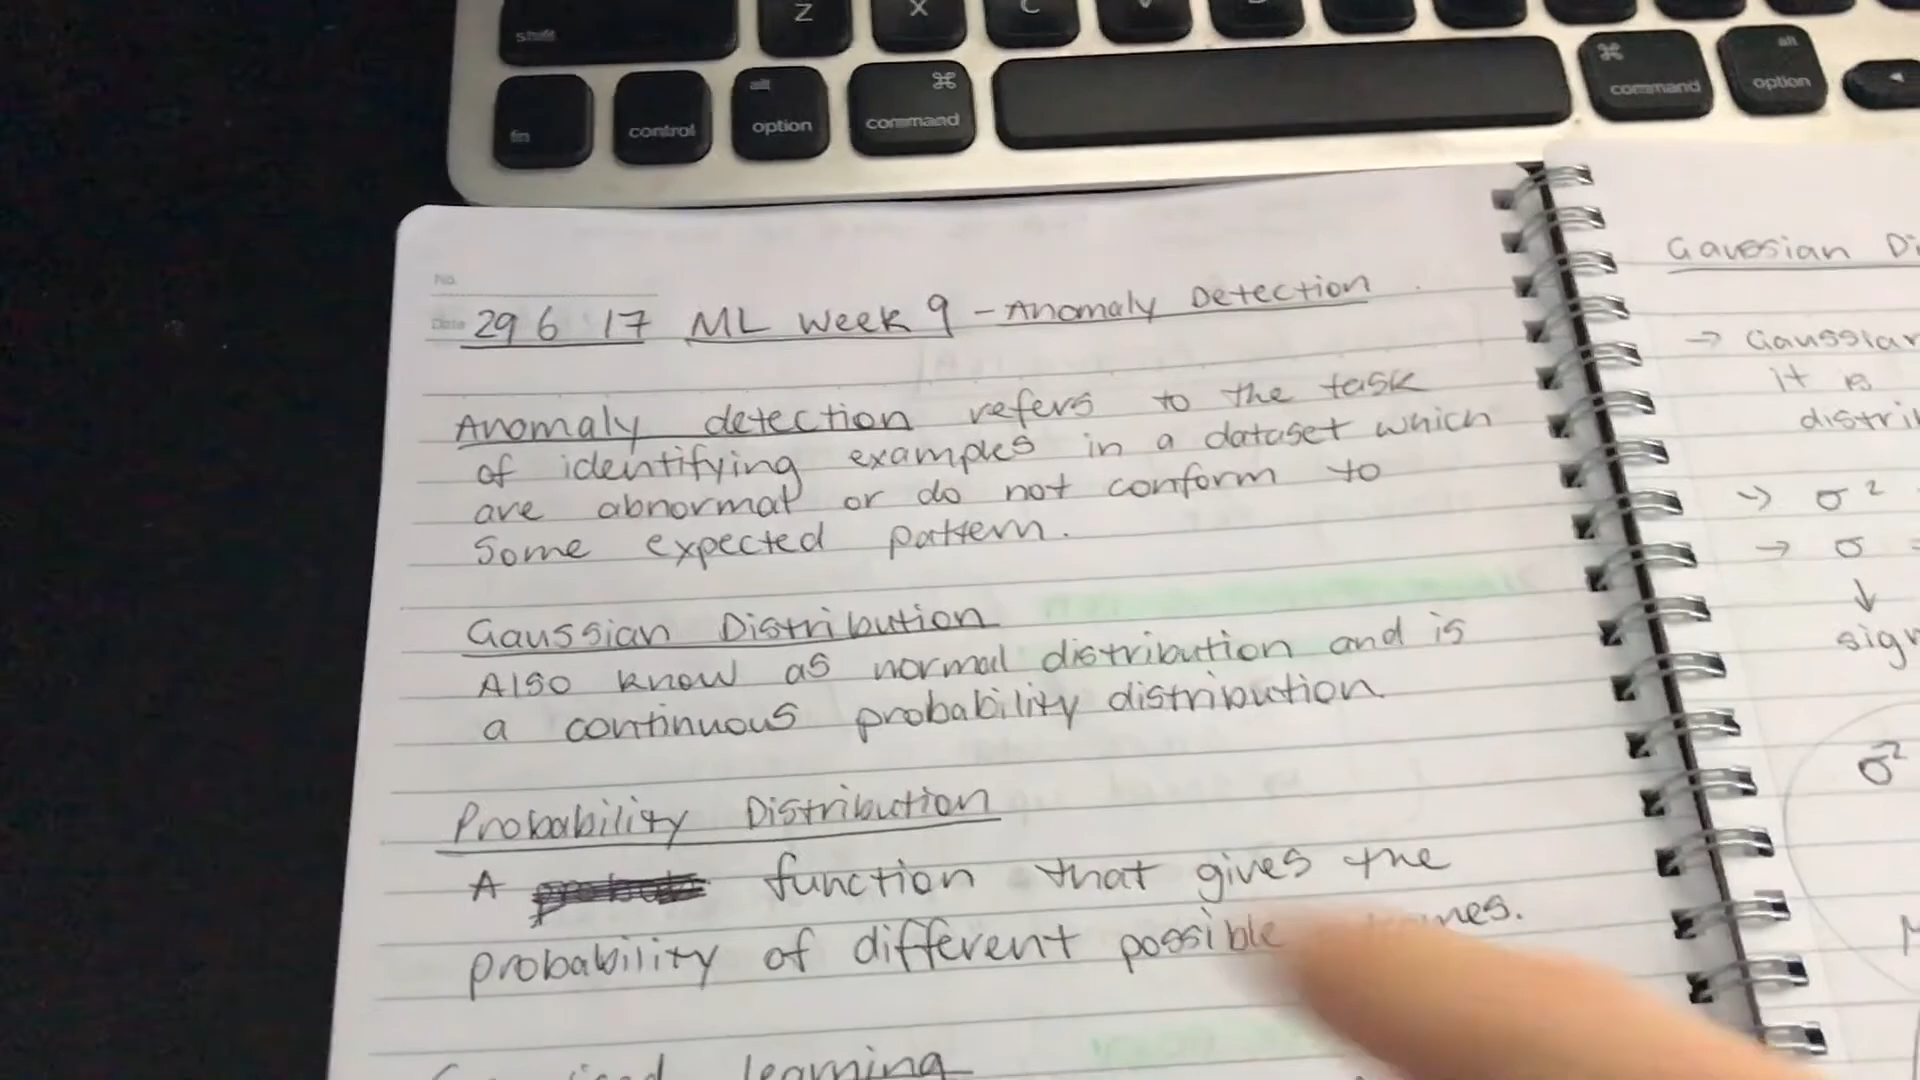 shift
Z
X
C
fn
control
alt
option
⌘
command
⌘
command
alt
option
No.
Date 29 6 17 ML Week 9 - Anomaly Detection
Anomaly detection refers to the task
of identifying examples in a dataset which
are abnormal or do not conform to
some expected pattern.
Gaussian Distribution
Also know as normal distribution and is
a continuous probability distribution
Probability Distribution
A function that gives the
probability of different possible
learning
Gaussian Di
→ Gaussian
it is
distri
→ σ²
→ σ =
↓
sig
σ²